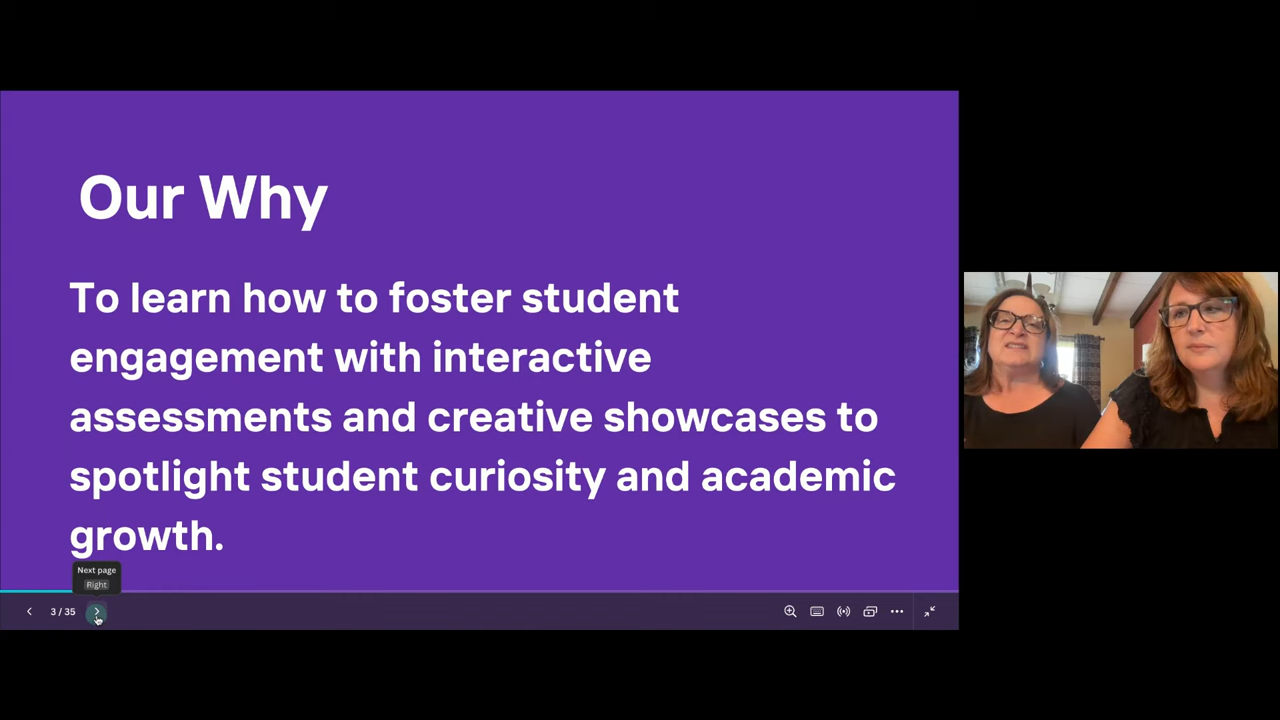 Our Why
To learn how to foster student
engagement with interactive
assessments and creative showcases to
spotlight student curiosity and academic
growth.
Next page
Right
3 / 35